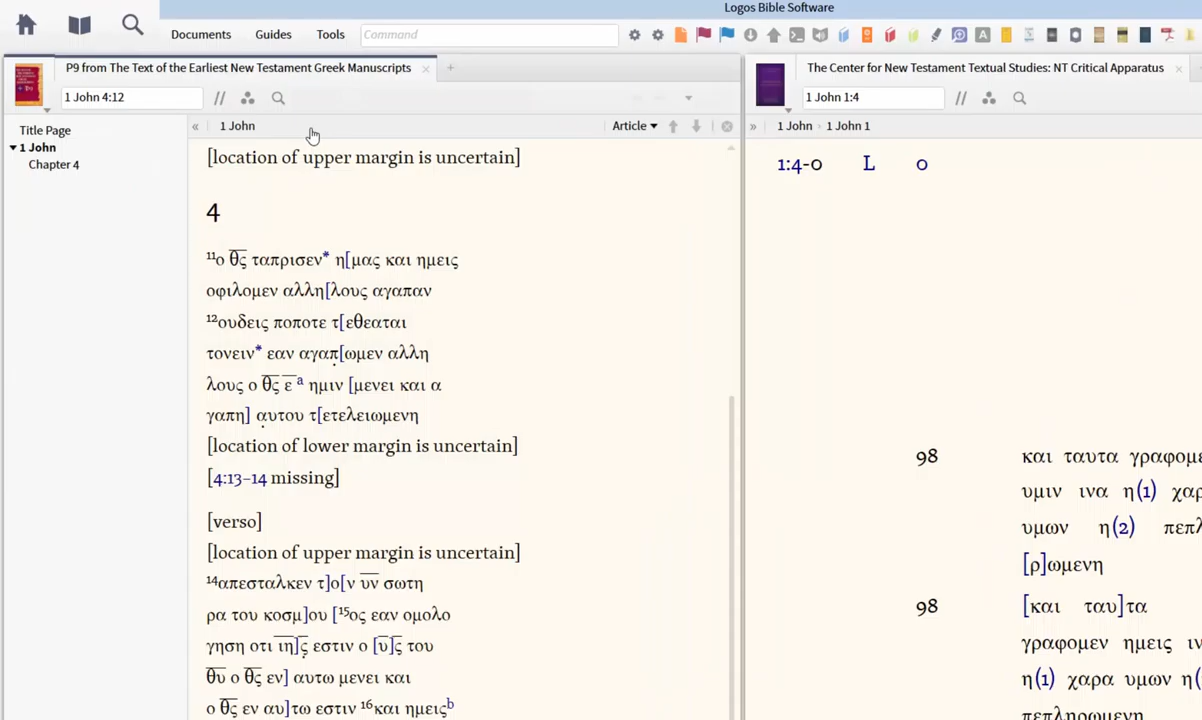 Logos Bible Software
Documents Guides Tools Command
P9 from The Text of the Earliest New Testament Greek Manuscripts
1 John 4:12
Title Page
1 John
Chapter 4
1 John
Article
[location of upper margin is uncertain]
4
¹¹ο θ̅ς̅ ταπρισεν* η[μας και ημεις
οφιλομεν αλλη[λους αγαπαν
¹²ουδεις ποποτε τ[εθεαται
τονειν* εαν αγαπ̣[ωμεν αλλη
λους ο θ̅ς̅ ε̅ᵃ ημιν [μενει και α
γαπη] α̣υτου τ[ετελειωμενη
[location of lower margin is uncertain]
[4:13–14 missing]
[verso]
[location of upper margin is uncertain]
¹⁴απεσταλκεν τ]ο[ν υ̅ν̅ σωτη
ρα του κοσμ]ου [¹⁵ος εαν ομολο
γηση οτι ι̅η̅]ς̣̅ εστιν ο [υ̅]ς̅ του
θ̅υ̅ ο θ̅ς̅ εν] αυτω μενει και
ο θ̅ς̅ εν αυ]τω εστιν ¹⁶και ημειςᵇ
The Center for New Testament Textual Studies: NT Critical Apparatus
1 John 1:4
1 John › 1 John 1
1:4-0 L 0
98 και ταυτα γραφομε
υμιν ινα η(1) χαρ
υμων η(2) πεπλ
[ρ]ωμενη
98 [και ταυ]τα
γραφομεν ημεις ιν
η(1) χαρα υμων η(
πεπληρωμενη